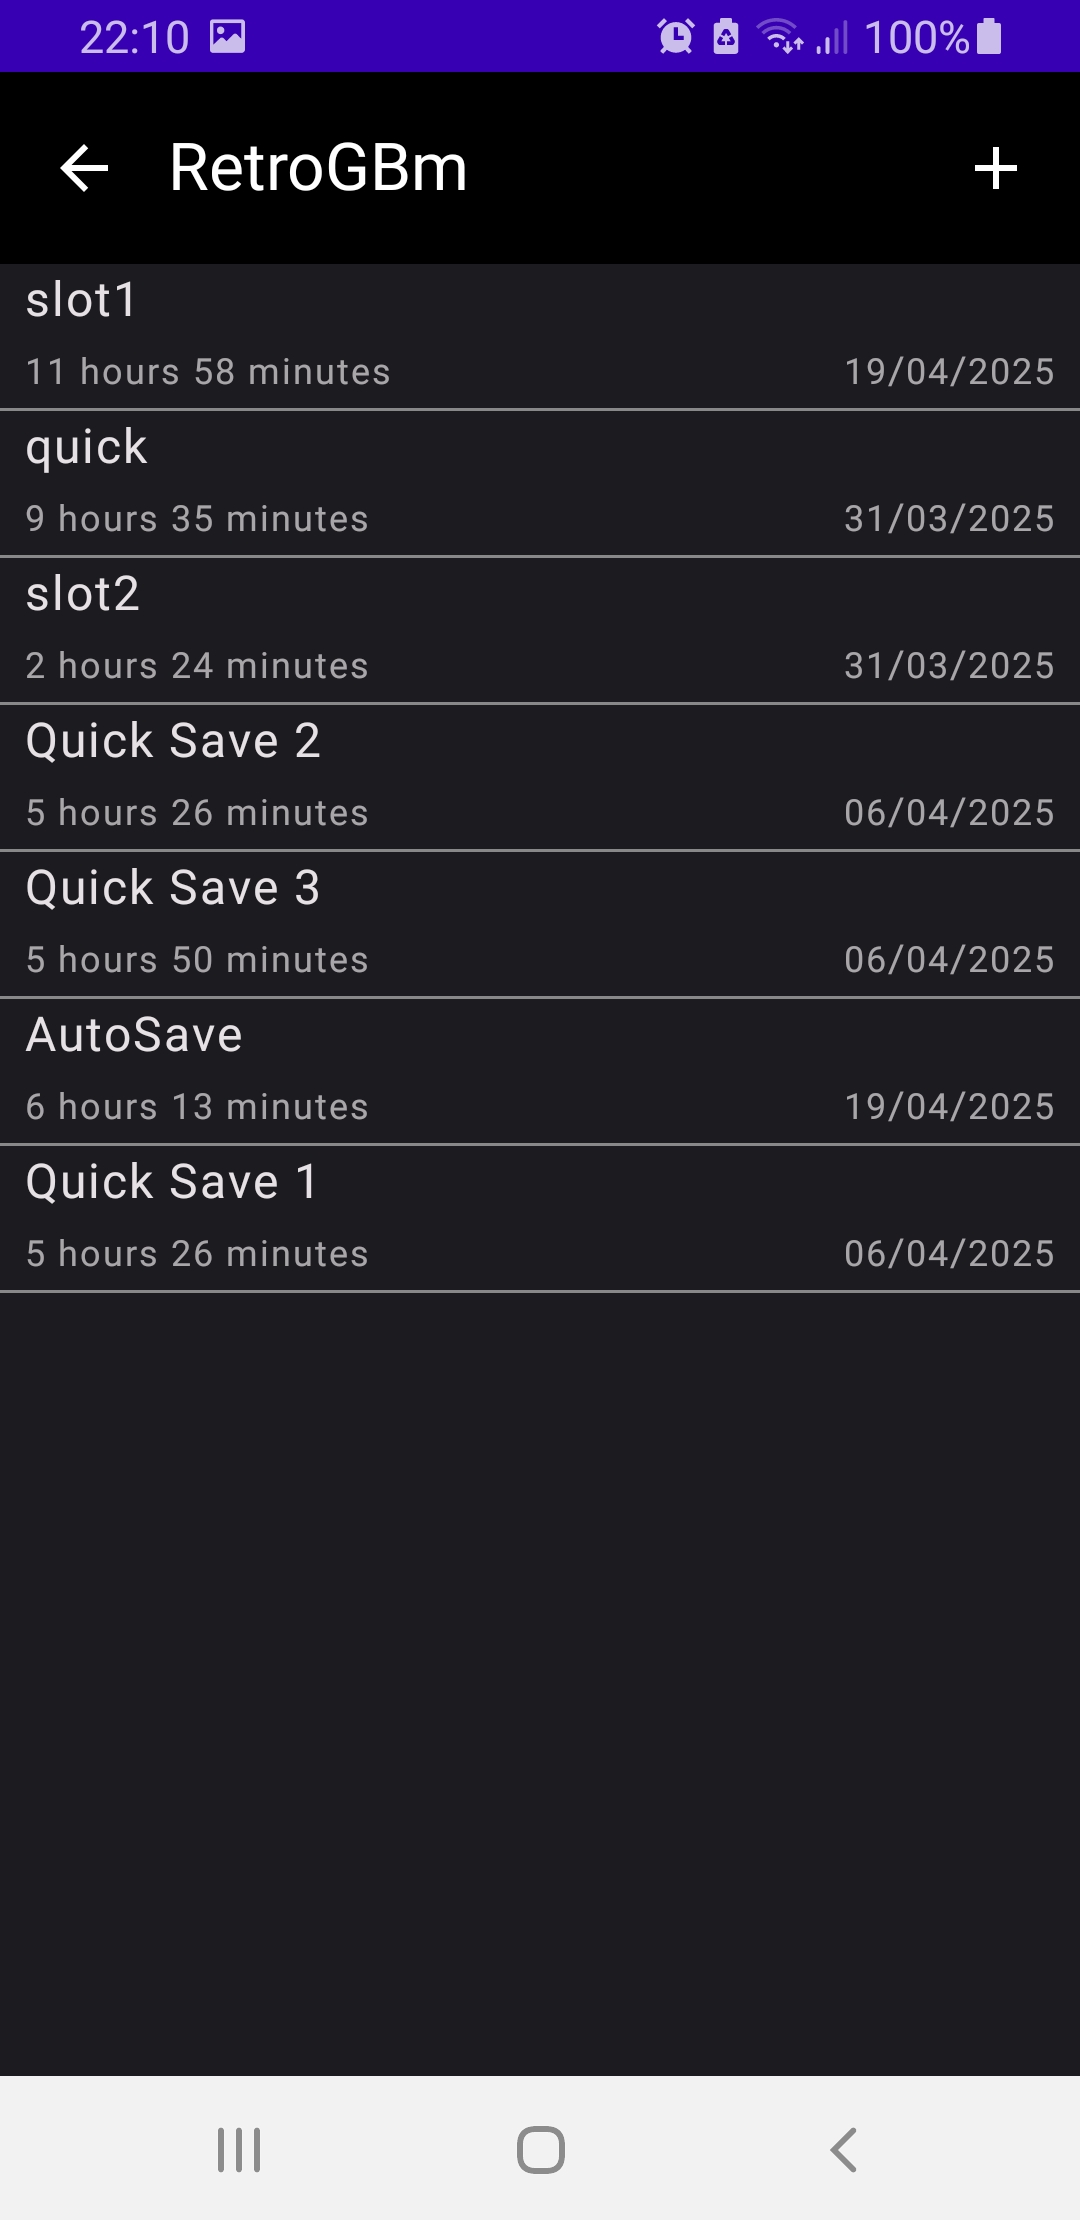 22:10 100%
RetroGBm
slot1
11 hours 58 minutes 19/04/2025
quick
9 hours 35 minutes 31/03/2025
slot2
2 hours 24 minutes 31/03/2025
Quick Save 2
5 hours 26 minutes 06/04/2025
Quick Save 3
5 hours 50 minutes 06/04/2025
AutoSave
6 hours 13 minutes 19/04/2025
Quick Save 1
5 hours 26 minutes 06/04/2025